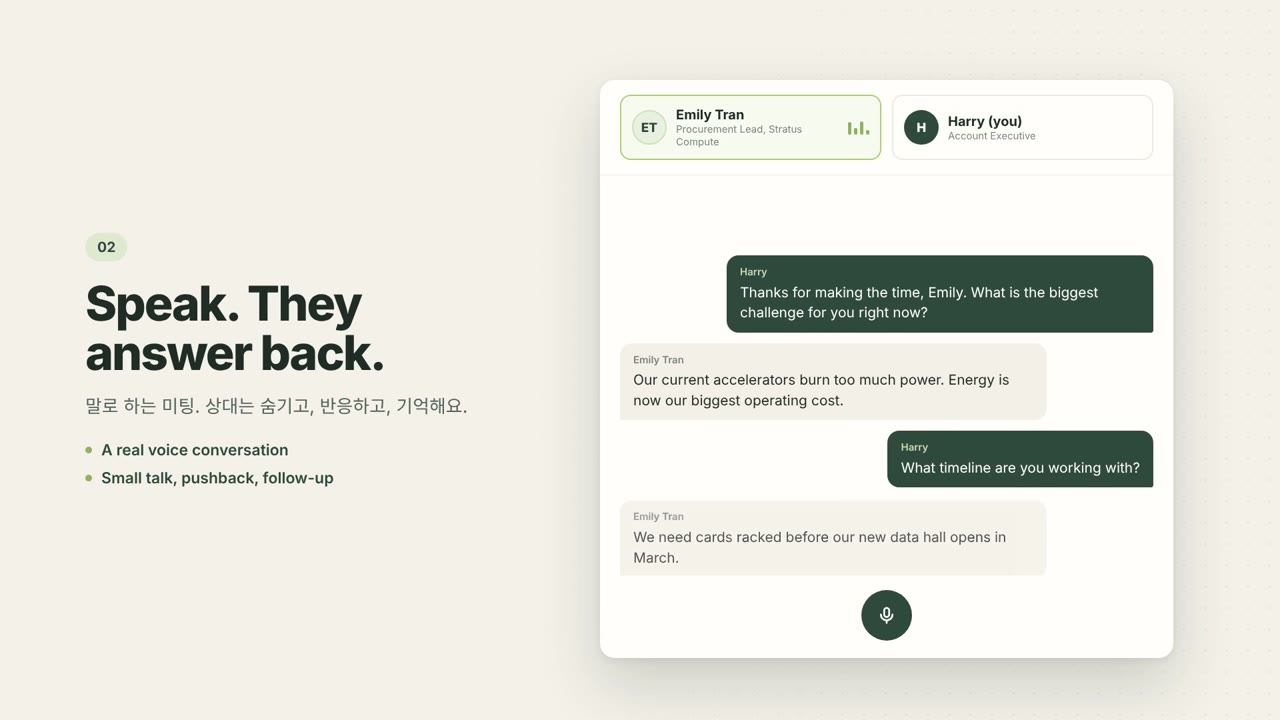 02
Speak. They
answer back.
말로 하는 미팅. 상대는 숨기고, 반응하고, 기억해요.
A real voice conversation
Small talk, pushback, follow-up
ET
Emily Tran
Procurement Lead, Stratus
Compute
H
Harry (you)
Account Executive
Harry
Thanks for making the time, Emily. What is the biggest
challenge for you right now?
Emily Tran
Our current accelerators burn too much power. Energy is
now our biggest operating cost.
Harry
What timeline are you working with?
Emily Tran
We need cards racked before our new data hall opens in
March.